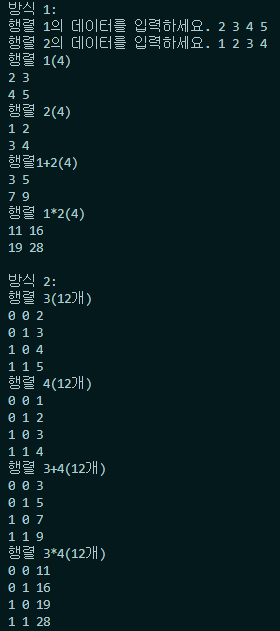 방식 1:
행렬 1의 데이터를 입력하세요. 2 3 4 5
행렬 2의 데이터를 입력하세요. 1 2 3 4
행렬 1(4)
2 3
4 5
행렬 2(4)
1 2
3 4
행렬1+2(4)
3 5
7 9
행렬 1*2(4)
11 16
19 28

방식 2:
행렬 3(12개)
0 0 2
0 1 3
1 0 4
1 1 5
행렬 4(12개)
0 0 1
0 1 2
1 0 3
1 1 4
행렬 3+4(12개)
0 0 3
0 1 5
1 0 7
1 1 9
행렬 3*4(12개)
0 0 11
0 1 16
1 0 19
1 1 28